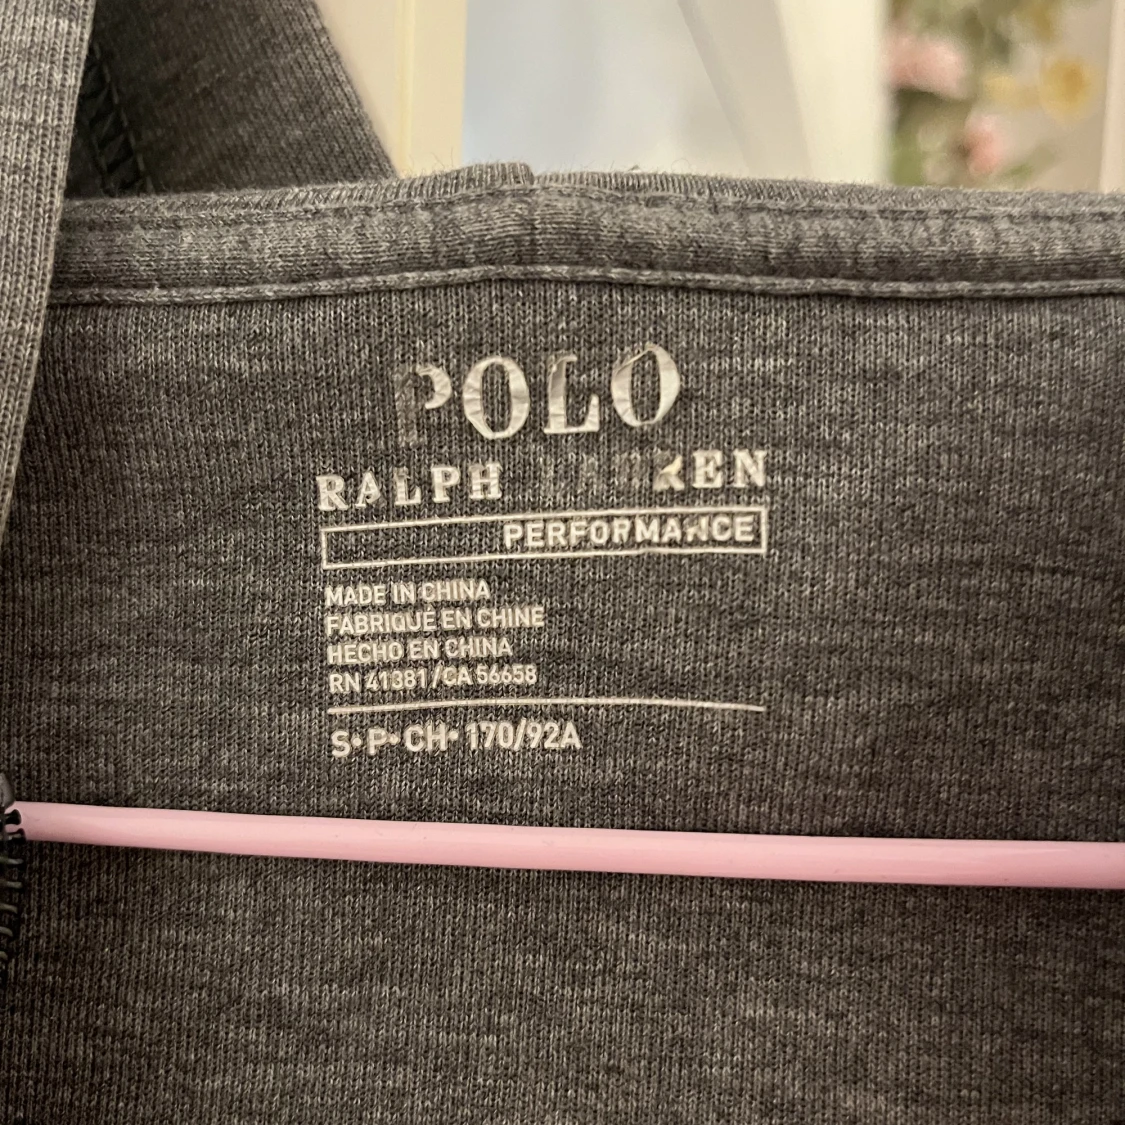 POLO
RALPH LAUREN
PERFORMANCE
MADE IN CHINA
FABRIQUÉ EN CHINE
HECHO EN CHINA
RN 41381/CA 56658
S•P•CH•170/92A